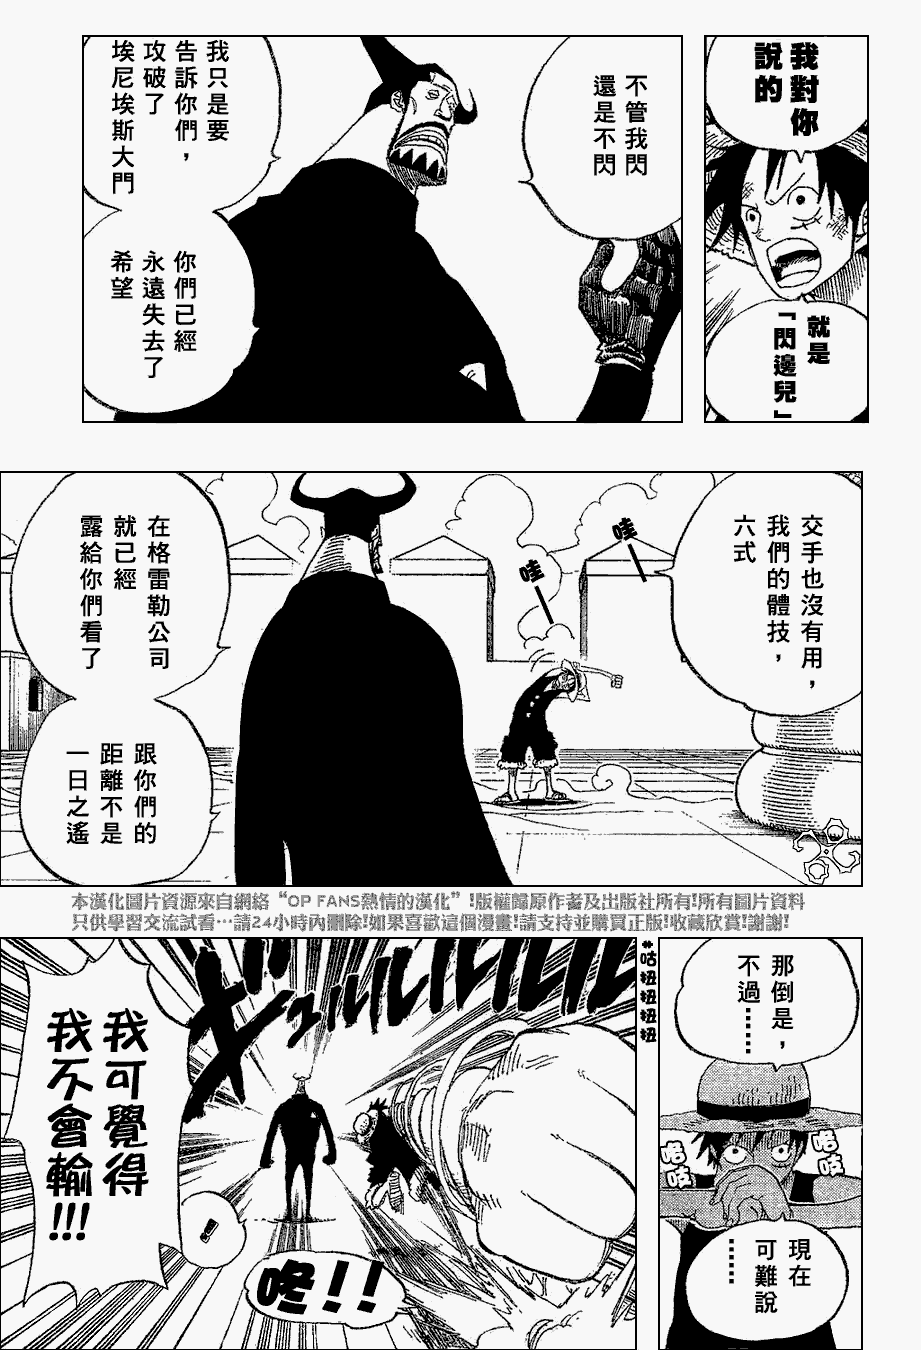 我對你
說的
就是
「閃邊兒」
不管我閃
還是不閃
我只是要
告訴你們，
攻破了
埃尼埃斯大門
你們已經
永遠失去了
希望
交手也沒有用，
我們的體技，
六式
哇
哇
在格雷勒公司
就已經
露給你們看了
跟你們的
距離不是
一日之遙
本漢化圖片資源來自網絡“OP FANS熱情的漢化”!版權歸原作者及出版社所有!所有圖片資料
只供學習交流試看…請24小時內刪除!如果喜歡這個漫畫!請支持並購買正版!收藏欣賞!謝謝!
那倒是，
不過……
現在
可難說
……
#咕扭扭扭扭
我可覺得
我不會輸!!!
!
咚!!